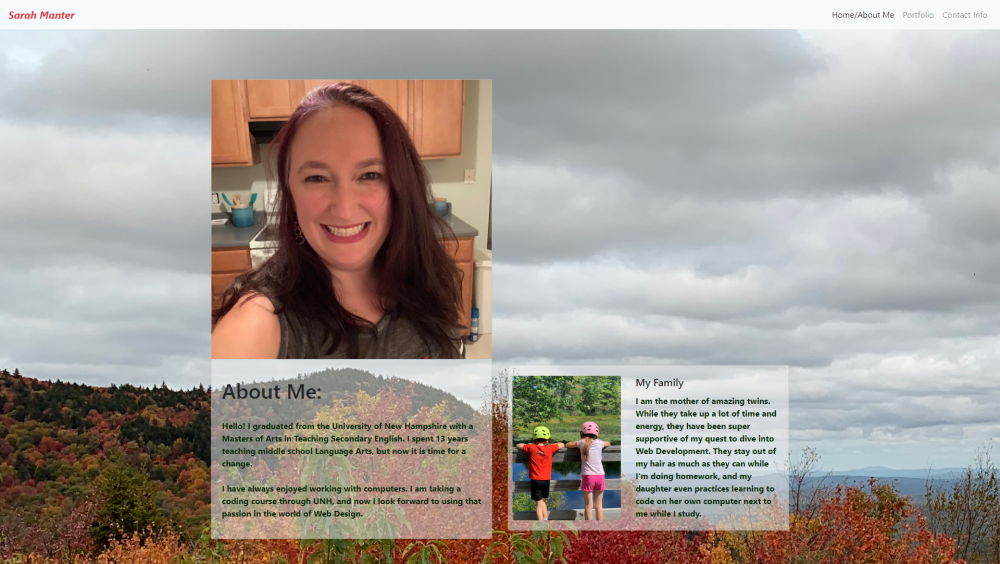 Sarah Manter
Home/About Me Portfolio Contact Info
About Me:
Hello! I graduated from the University of New Hampshire with a
Masters of Arts in Teaching Secondary English. I spent 13 years
teaching middle school Language Arts, but now it is time for a
change.
I have always enjoyed working with computers. I am taking a
coding course through UNH, and now I look forward to using that
passion in the world of Web Design.
My Family
I am the mother of amazing twins.
While they take up a lot of time and
energy, they have been super
supportive of my quest to dive into
Web Development. They stay out of
my hair as much as they can while
I'm doing homework, and my
daughter even practices learning to
code on her own computer next to
me while I study.